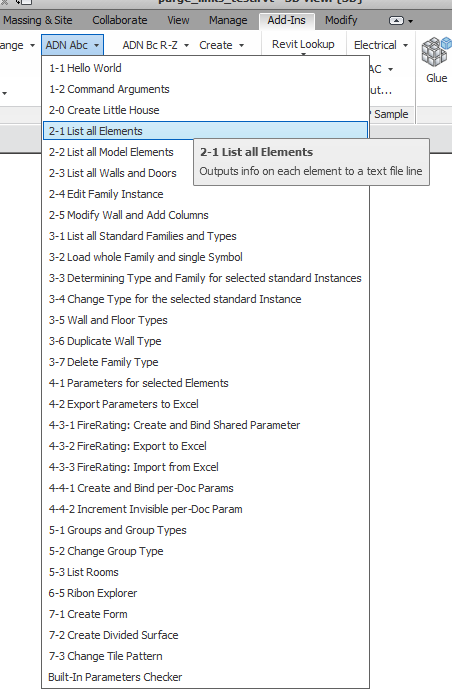 Massing & Site Collaborate View Manage Add-Ins Modify
ange ADN Abc ADN Bc R-Z Create Revit Lookup Electrical
AC
ut... Glue
Sample
1-1 Hello World
1-2 Command Arguments
2-0 Create Little House
2-1 List all Elements
2-1 List all Elements
2-2 List all Model Elements
Outputs info on each element to a text file line
2-3 List all Walls and Doors
2-4 Edit Family Instance
2-5 Modify Wall and Add Columns
3-1 List all Standard Families and Types
3-2 Load whole Family and single Symbol
3-3 Determining Type and Family for selected standard Instances
3-4 Change Type for the selected standard Instance
3-5 Wall and Floor Types
3-6 Duplicate Wall Type
3-7 Delete Family Type
4-1 Parameters for selected Elements
4-2 Export Parameters to Excel
4-3-1 FireRating: Create and Bind Shared Parameter
4-3-2 FireRating: Export to Excel
4-3-3 FireRating: Import from Excel
4-4-1 Create and Bind per-Doc Params
4-4-2 Increment Invisible per-Doc Param
5-1 Groups and Group Types
5-2 Change Group Type
5-3 List Rooms
6-5 Ribon Explorer
7-1 Create Form
7-2 Create Divided Surface
7-3 Change Tile Pattern
Built-In Parameters Checker